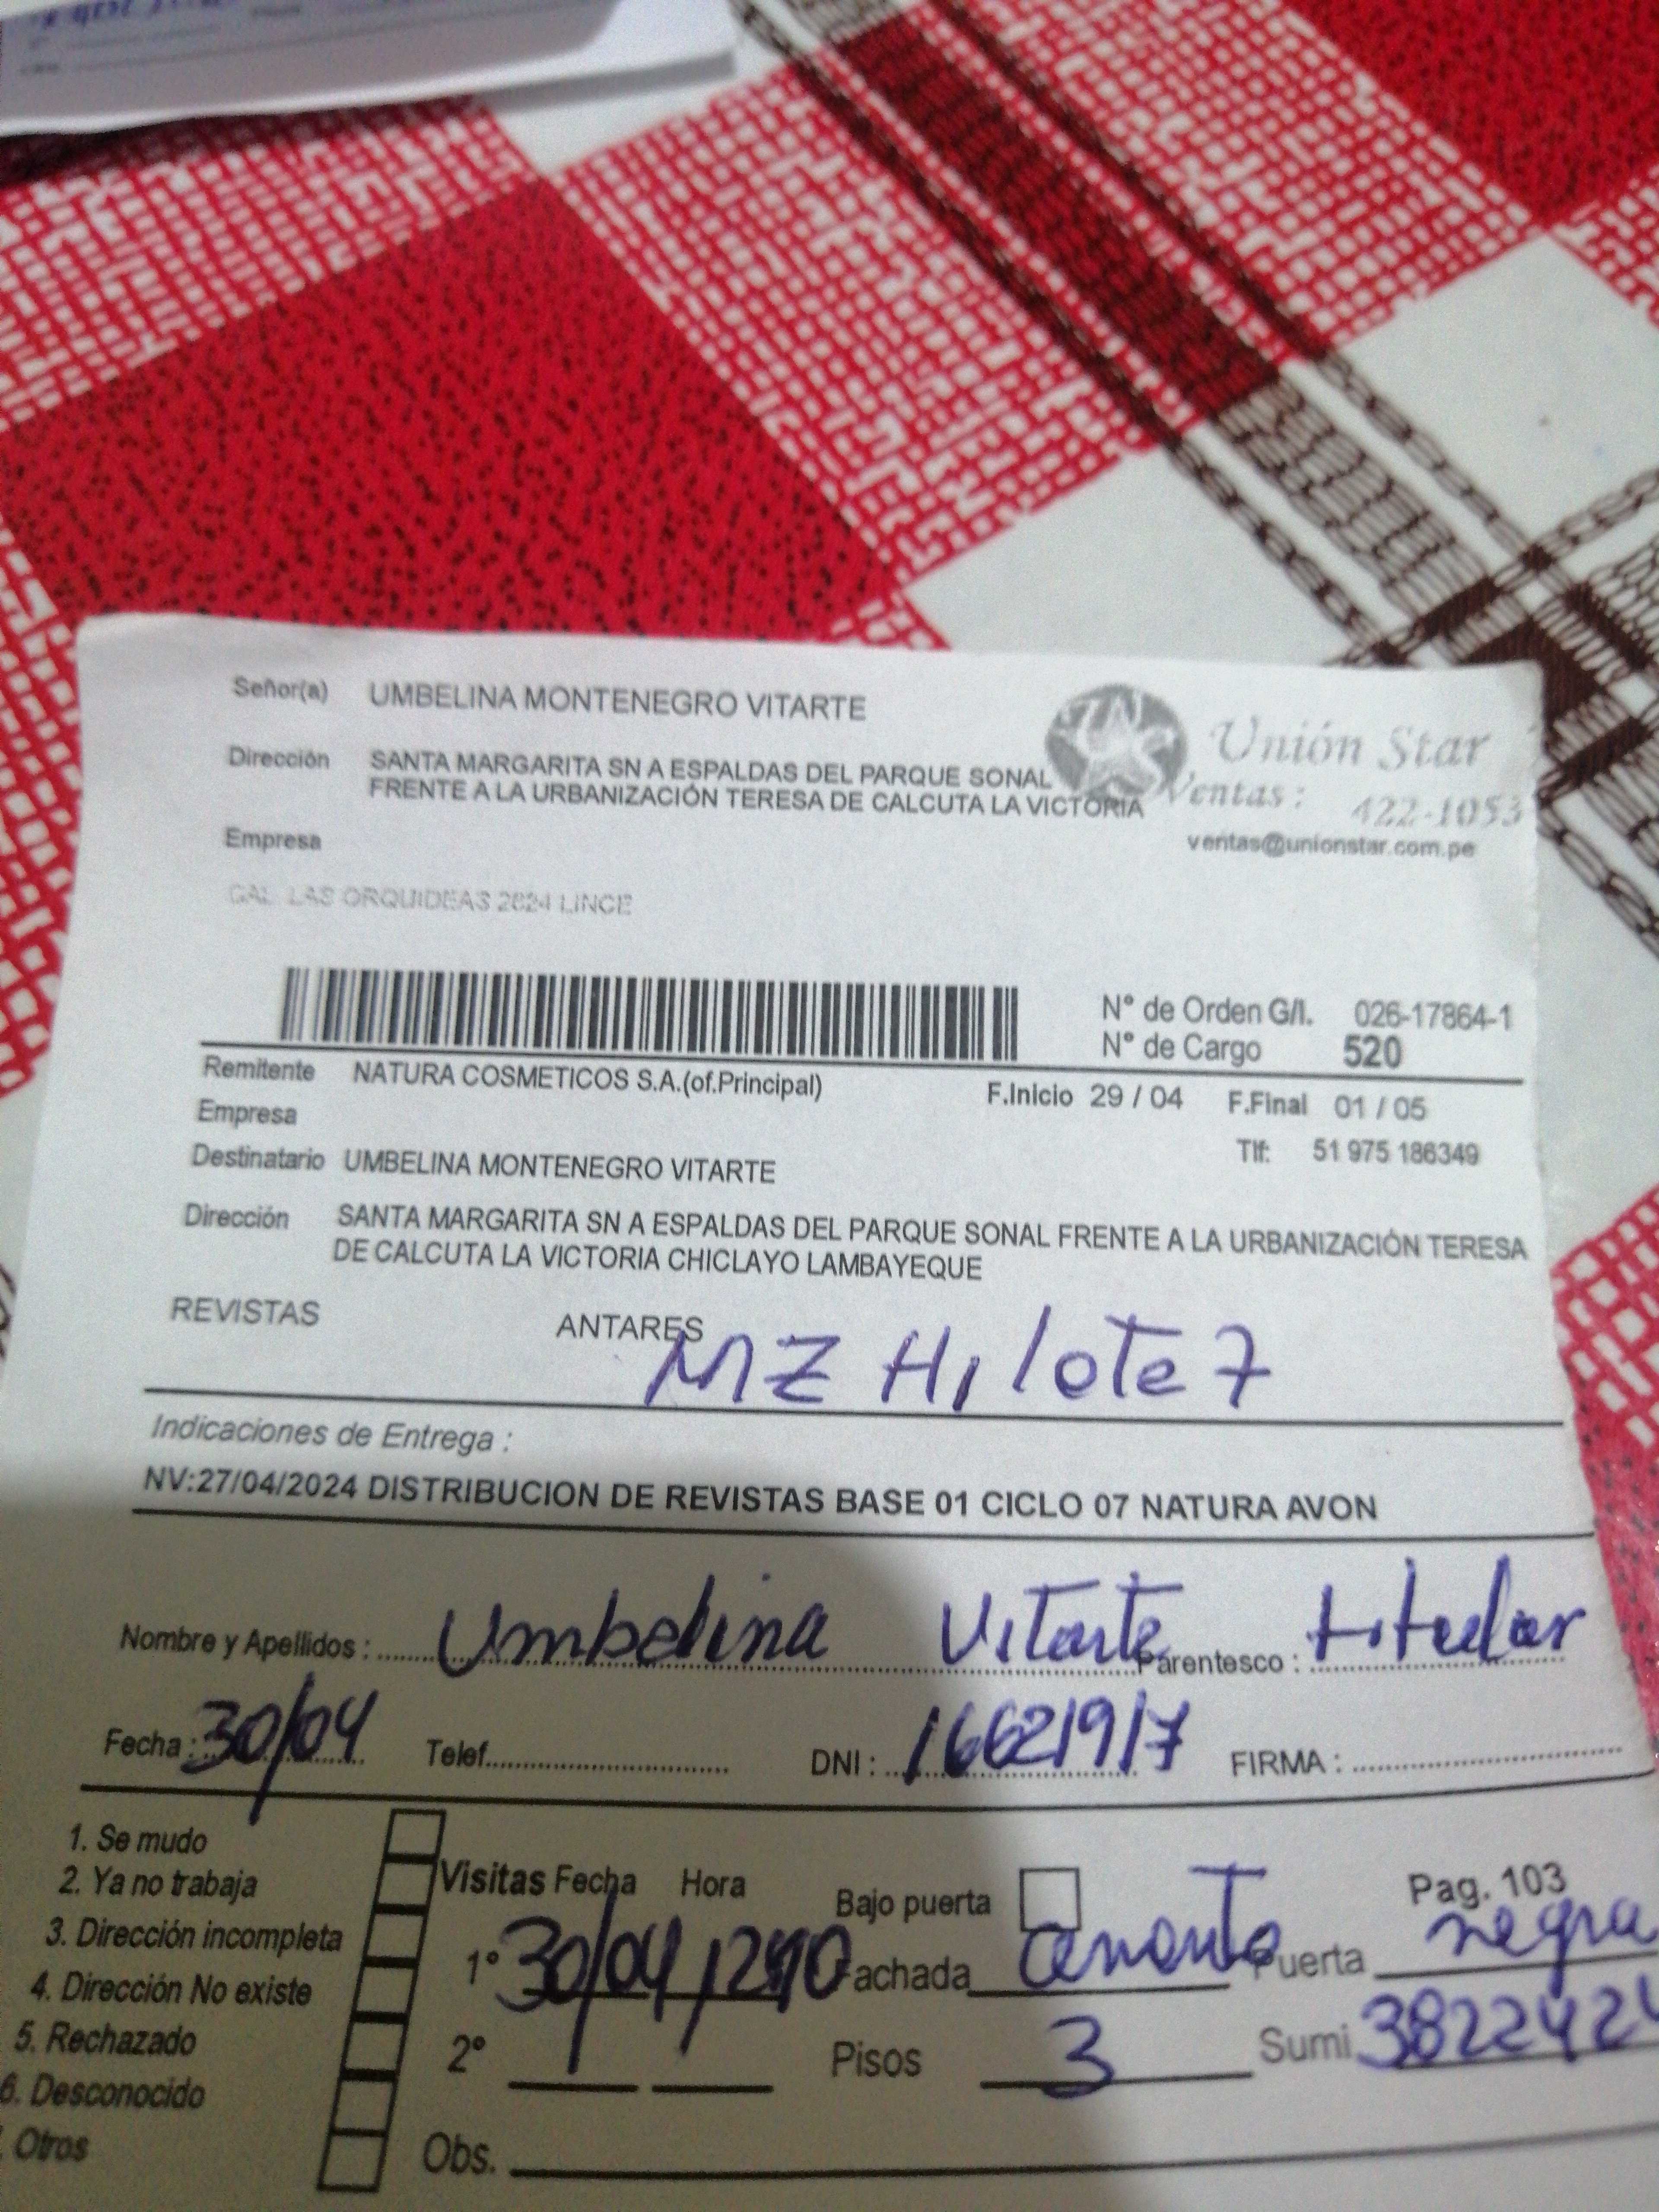 Señor(a) UMBELINA MONTENEGRO VITARTE
Unión Star
Dirección SANTA MARGARITA SN A ESPALDAS DEL PARQUE SONAL
FRENTE A LA URBANIZACIÓN TERESA DE CALCUTA LA VICTORIA
Ventas: 422-1053
Empresa
ventas@unionstar.com.pe
CAL. LAS ORQUIDEAS 2624 LINCE
N° de Orden G/I. 026-17864-1
N° de Cargo 520
Remitente NATURA COSMETICOS S.A.(of.Principal) F.Inicio 29 / 04 F.Final 01 / 05
Empresa
Tlf: 51 975 186349
Destinatario UMBELINA MONTENEGRO VITARTE
Dirección SANTA MARGARITA SN A ESPALDAS DEL PARQUE SONAL FRENTE A LA URBANIZACIÓN TERESA
DE CALCUTA LA VICTORIA CHICLAYO LAMBAYEQUE
REVISTAS ANTARES
MZ H, lote 7
Indicaciones de Entrega :
NV:27/04/2024 DISTRIBUCION DE REVISTAS BASE 01 CICLO 07 NATURA AVON
Nombre y Apellidos : Umbelina Vitarte Parentesco : titular
Fecha : 30/04 Telef. DNI : 16621917 FIRMA :
1. Se mudo
2. Ya no trabaja
3. Dirección incompleta
4. Dirección No existe
5. Rechazado
6. Desconocido
. Otros
Visitas Fecha Hora Bajo puerta Pag. 103
1° 30/04 Fachada Puerta negra
2° Pisos 3 Sumi 
Obs.